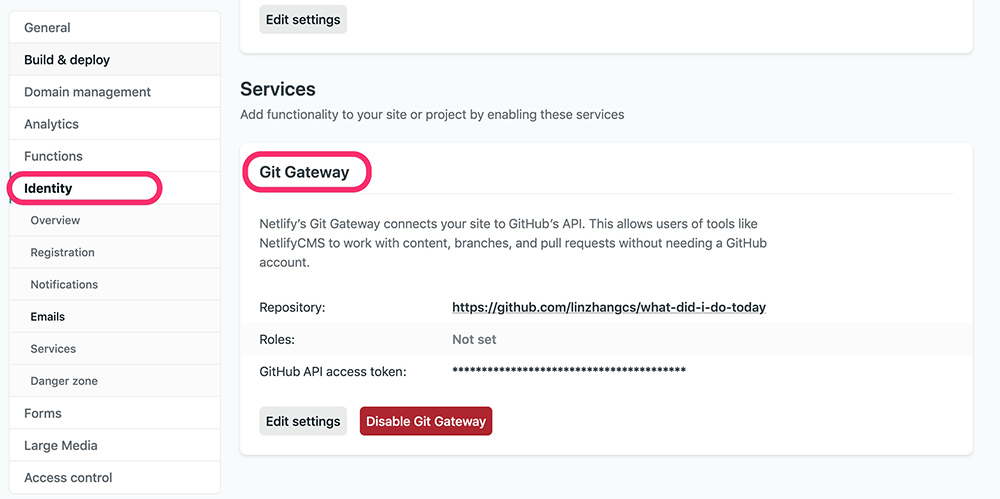 General
Build & deploy
Domain management
Analytics
Functions
Identity
Overview
Registration
Notifications
Emails
Services
Danger zone
Forms
Large Media
Access control
Edit settings
Services
Add functionality to your site or project by enabling these services
Git Gateway
Netlify’s Git Gateway connects your site to GitHub’s API. This allows users of tools like
NetlifyCMS to work with content, branches, and pull requests without needing a GitHub
account.
Repository: https://github.com/linzhangcs/what-did-i-do-today
Roles: Not set
GitHub API access token: ****************************************
Edit settings Disable Git Gateway